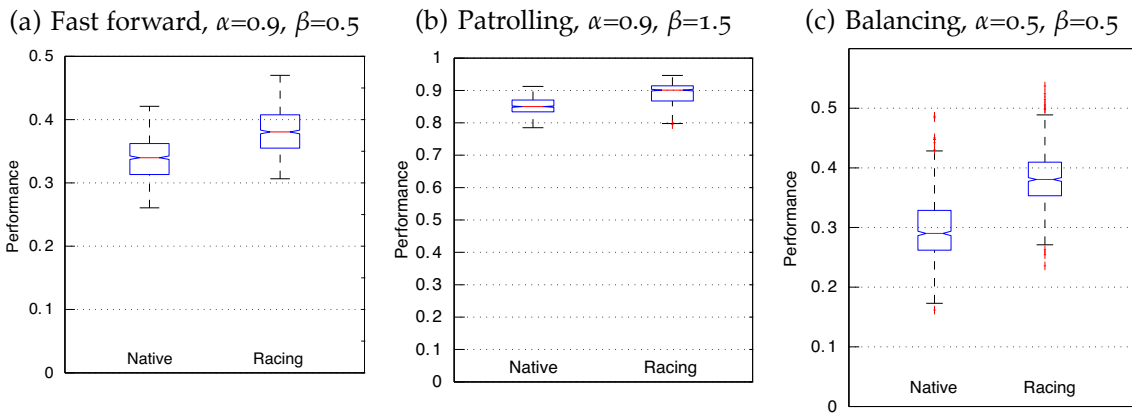 (a) Fast forward, α=0.9, β=0.5
0.5
0.4
0.3
0.2
0.1
0
Performance
Native
Racing
(b) Patrolling, α=0.9, β=1.5
1
0.9
0.8
0.7
0.6
0.5
0.4
0.3
0.2
0.1
0
Performance
Native
Racing
(c) Balancing, α=0.5, β=0.5
0.5
0.4
0.3
0.2
0.1
0
Performance
Native
Racing